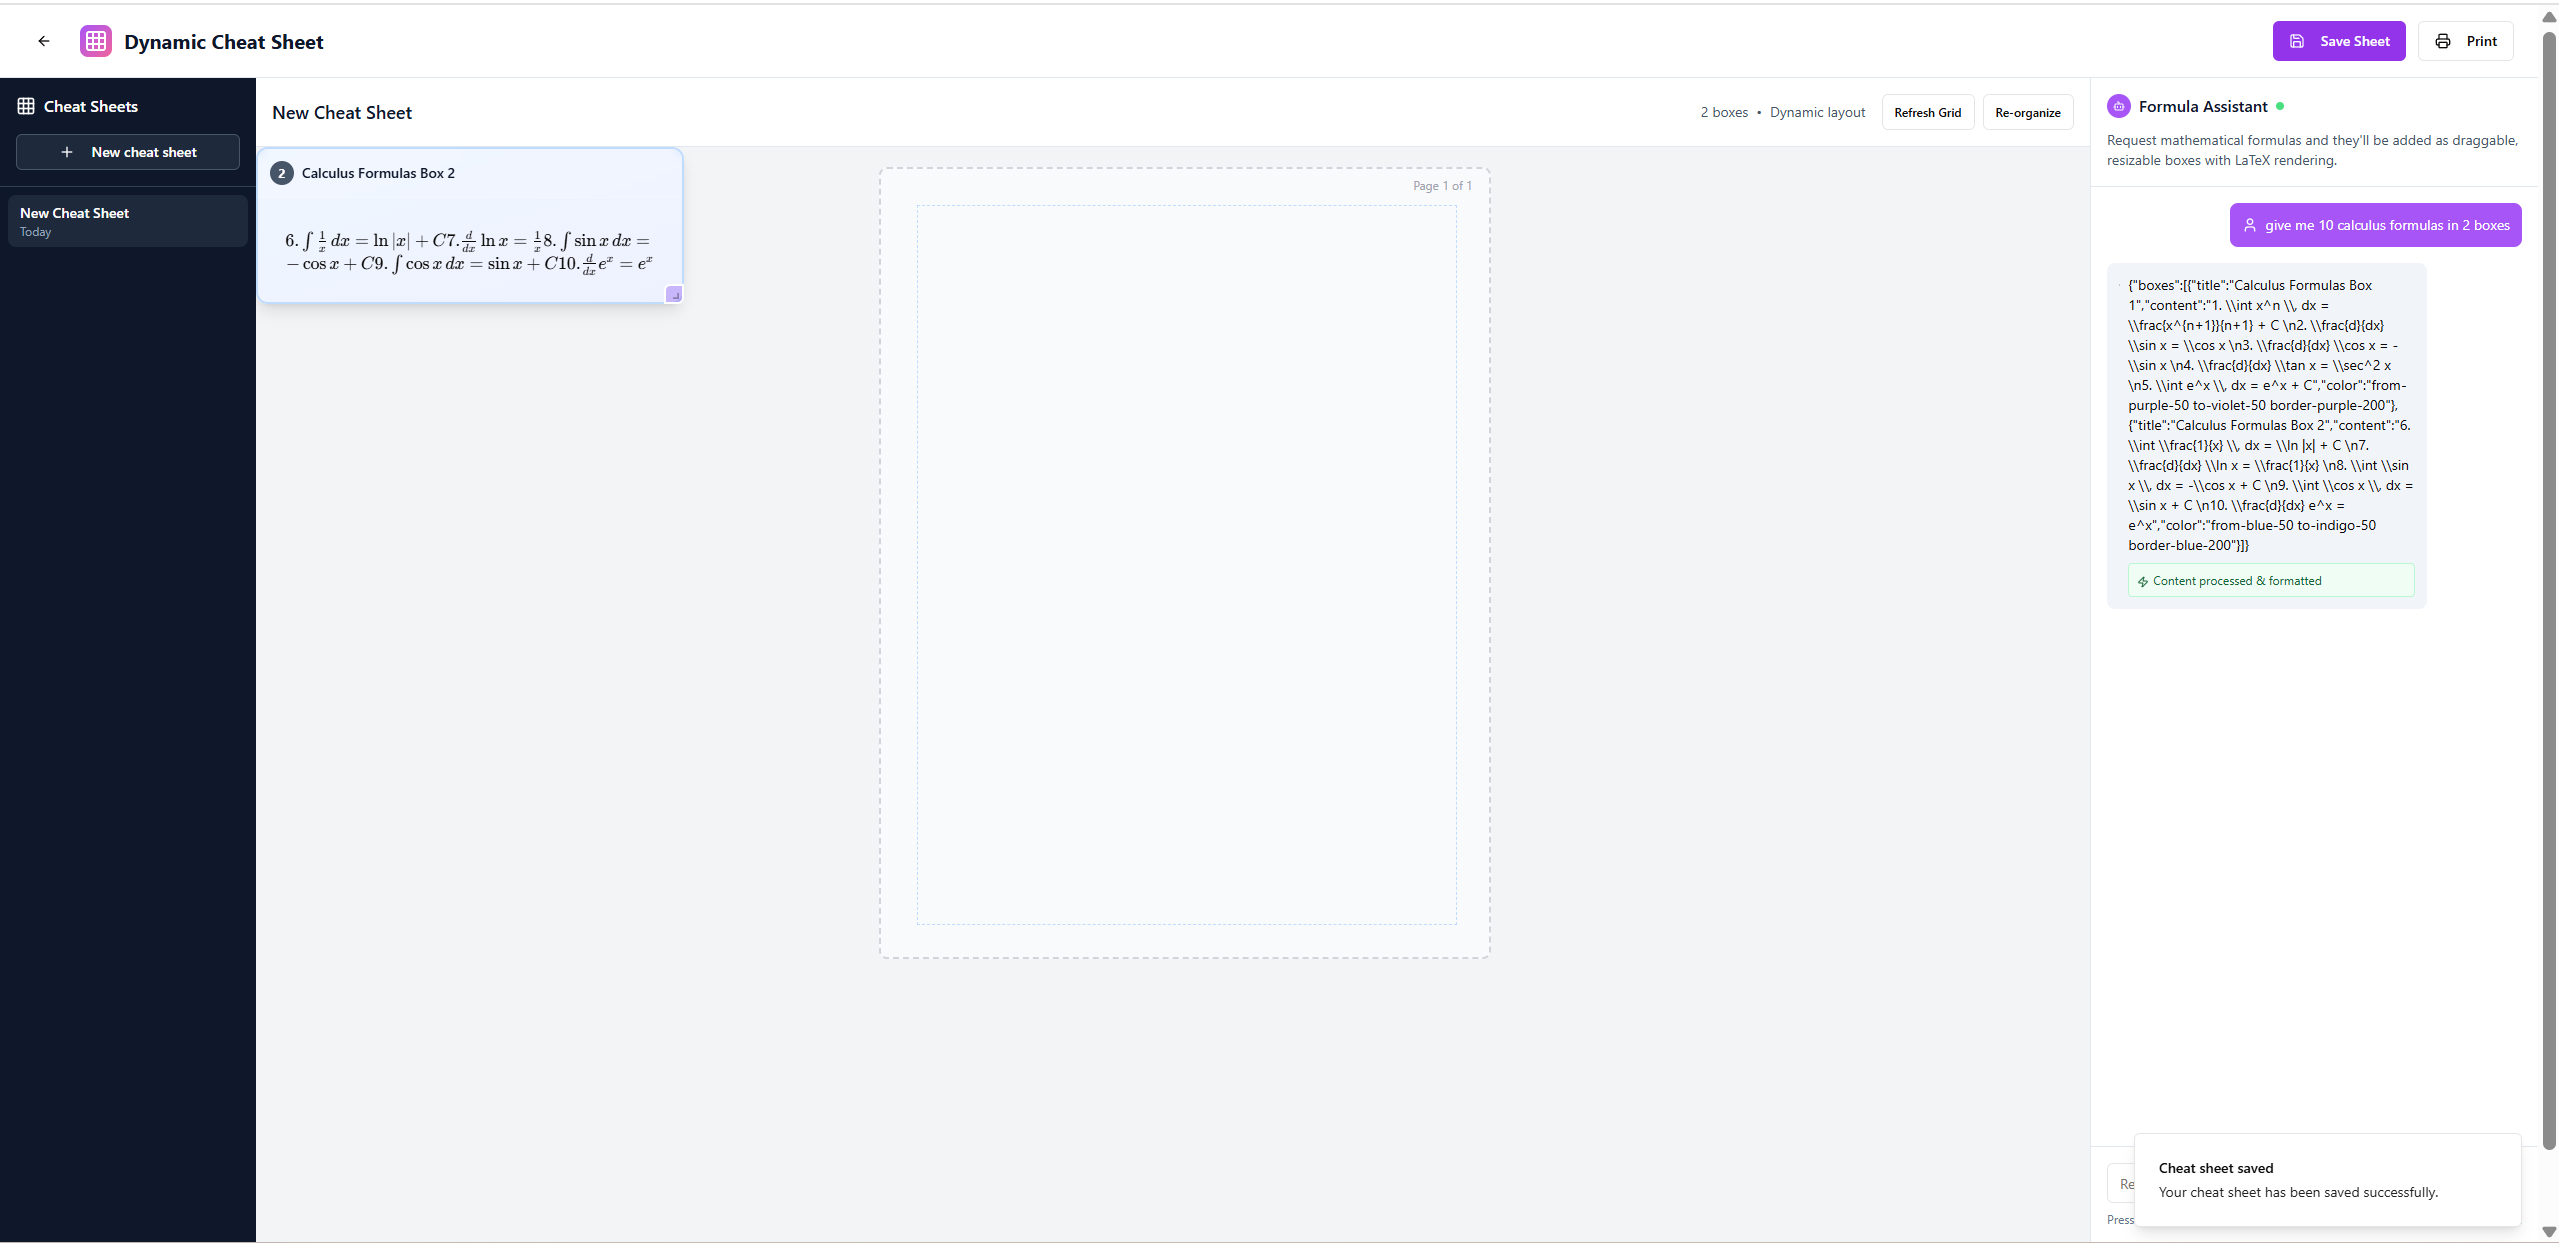 Dynamic Cheat Sheet
Save Sheet
Print
Cheat Sheets
New cheat sheet
New Cheat Sheet
Today
New Cheat Sheet
2 boxes • Dynamic layout
Refresh Grid
Re-organize
2 Calculus Formulas Box 2
6. ∫ 1/x dx = ln |x| + C7. d/dx ln x = 1/x 8. ∫ sin x dx =
− cos x + C9. ∫ cos x dx = sin x + C10. d/dx e^x = e^x
Page 1 of 1
Formula Assistant
Request mathematical formulas and they'll be added as draggable,
resizable boxes with LaTeX rendering.
give me 10 calculus formulas in 2 boxes
{"boxes":[{"title":"Calculus Formulas Box
1","content":"1. \\int x^n \\, dx =
\\frac{x^{n+1}}{n+1} + C \n2. \\frac{d}{dx}
\\sin x = \\cos x \n3. \\frac{d}{dx} \\cos x = -
\\sin x \n4. \\frac{d}{dx} \\tan x = \\sec^2 x
\n5. \\int e^x \\, dx = e^x + C","color":"from-
purple-50 to-violet-50 border-purple-200"},
{"title":"Calculus Formulas Box 2","content":"6.
\\int \\frac{1}{x} \\, dx = \\ln |x| + C \n7.
\\frac{d}{dx} \\ln x = \\frac{1}{x} \n8. \\int \\sin
x \\, dx = -\\cos x + C \n9. \\int \\cos x \\, dx =
\\sin x + C \n10. \\frac{d}{dx} e^x =
e^x","color":"from-blue-50 to-indigo-50
border-blue-200"}]}
Content processed & formatted
Re
Press
Cheat sheet saved
Your cheat sheet has been saved successfully.